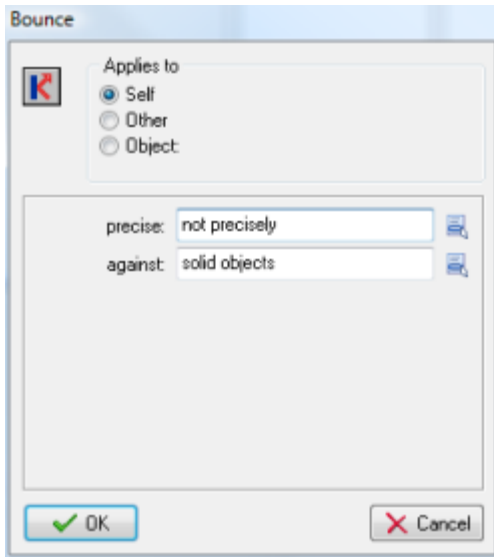 Bounce
Applies to
Self
Other
Object:
precise: not precisely
against: solid objects
OK
Cancel